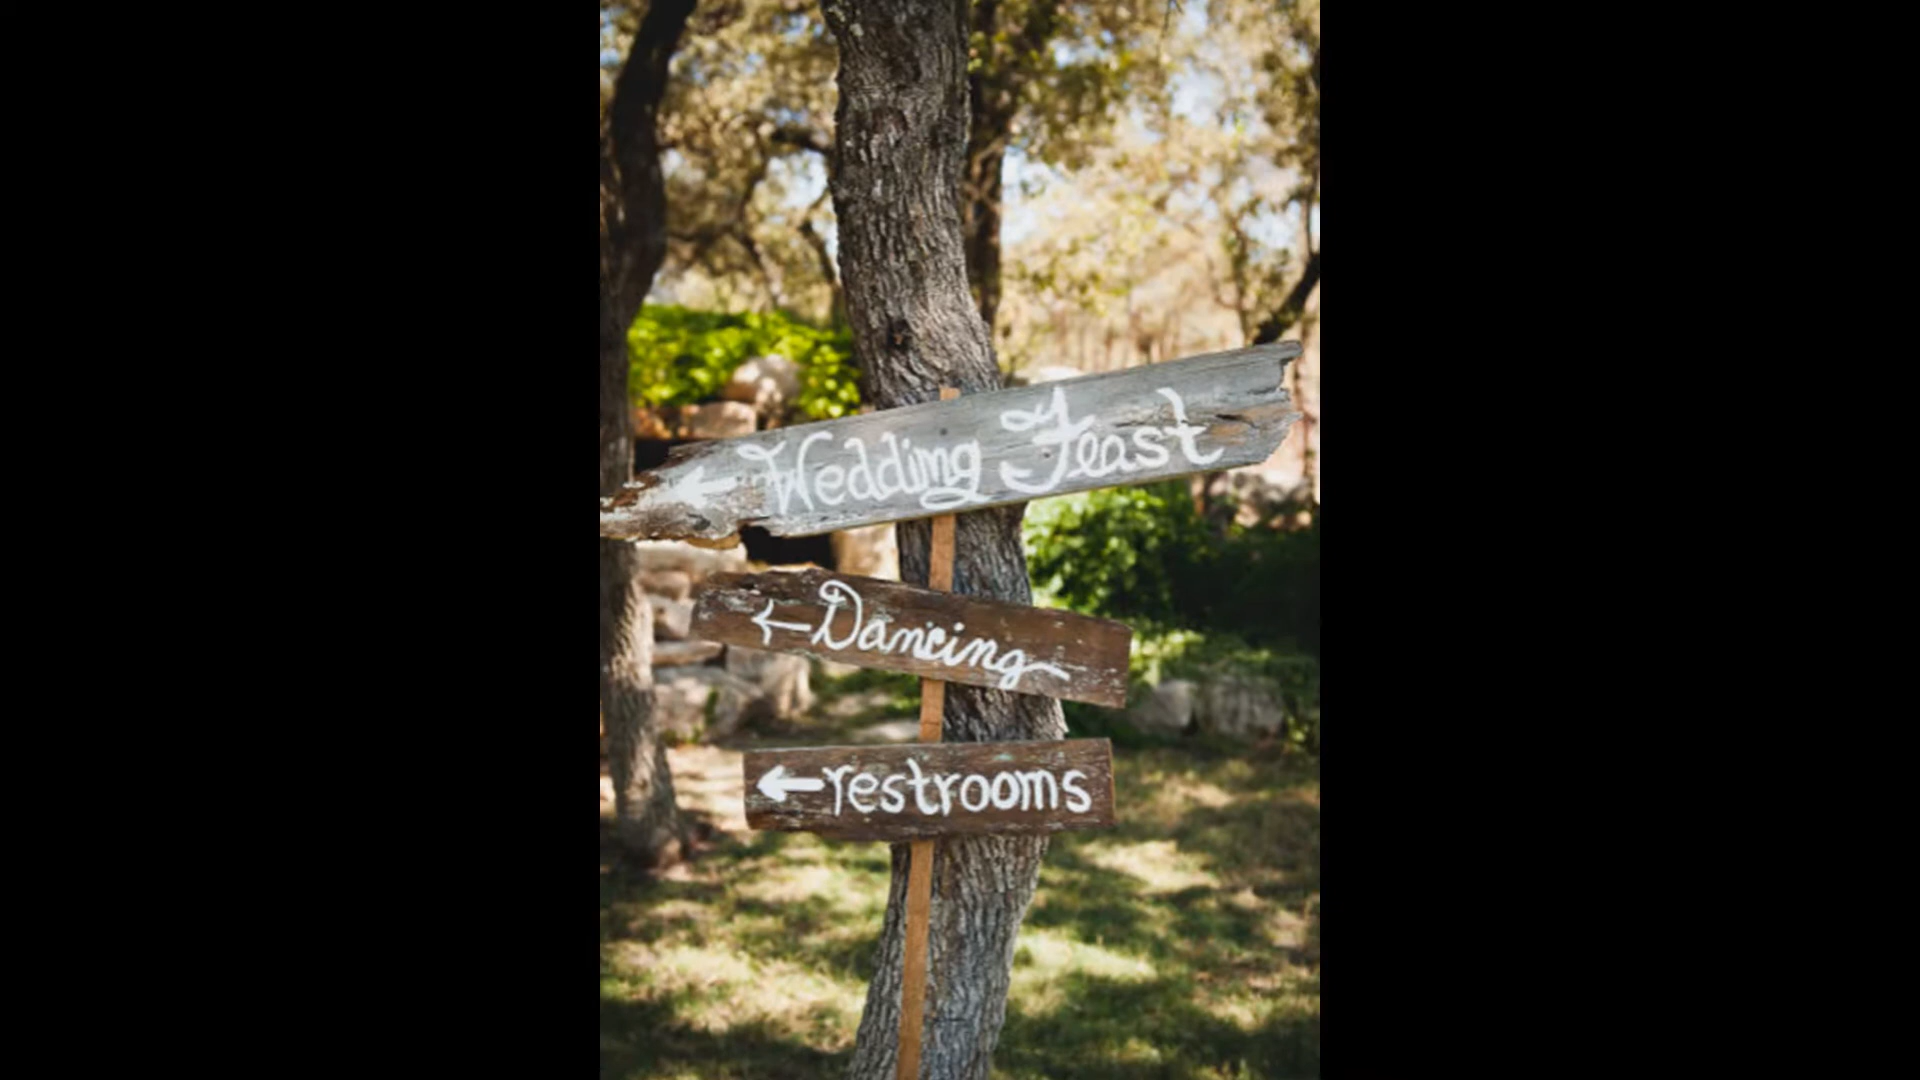 ← Wedding Feast
← Dancing
← restrooms